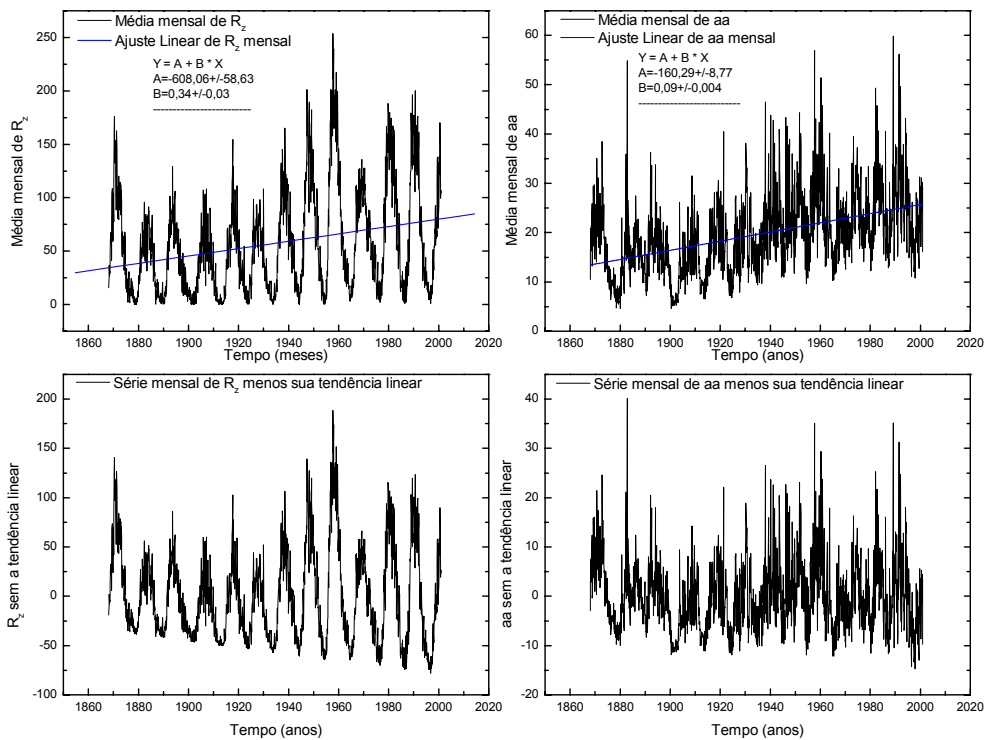 Média mensal de Rz
Ajuste Linear de Rz mensal
Y = A + B * X
A=-608,06+/-58,63
B=0,34+/-0,03
--------------------------
Média mensal de Rz
250
200
150
100
50
0
1860 1880 1900 1920 1940 1960 1980 2000 2020
Tempo (meses)
Média mensal de aa
Ajuste Linear de aa mensal
Y = A + B * X
A=-160,29+/-8,77
B=0,09+/-0,004
---------------------------
Média mensal de aa
60
50
40
30
20
10
0
1860 1880 1900 1920 1940 1960 1980 2000 2020
Tempo (anos)
Série mensal de Rz menos sua tendência linear
Rz sem a tendência linear
200
150
100
50
0
-50
-100
1860 1880 1900 1920 1940 1960 1980 2000 2020
Tempo (anos)
Série mensal de aa menos sua tendência linear
aa sem a tendência linear
40
30
20
10
0
-10
-20
1860 1880 1900 1920 1940 1960 1980 2000 2020
Tempo (anos)